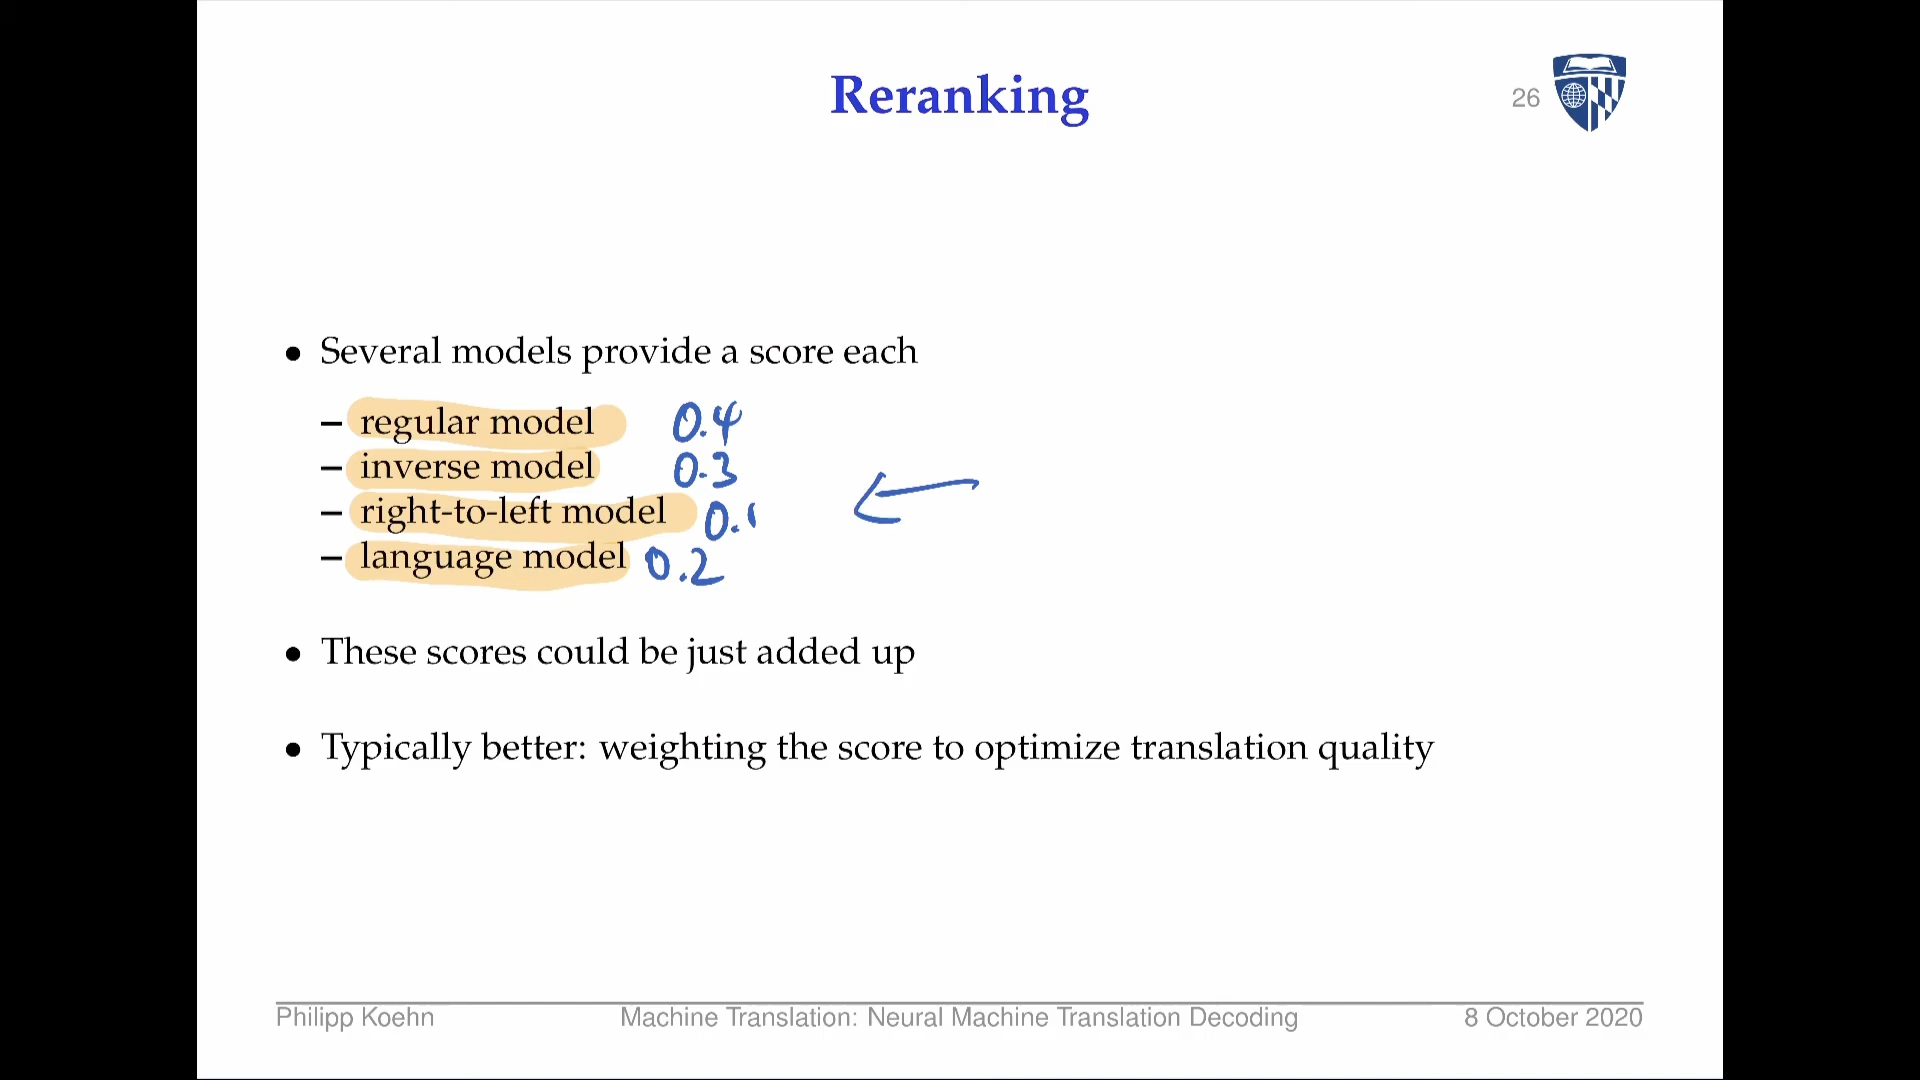 Reranking
26
• Several models provide a score each
– regular model 0.4
– inverse model 0.3
– right-to-left model 0.1
– language model 0.2
• These scores could be just added up
• Typically better: weighting the score to optimize translation quality
Philipp Koehn Machine Translation: Neural Machine Translation Decoding 8 October 2020